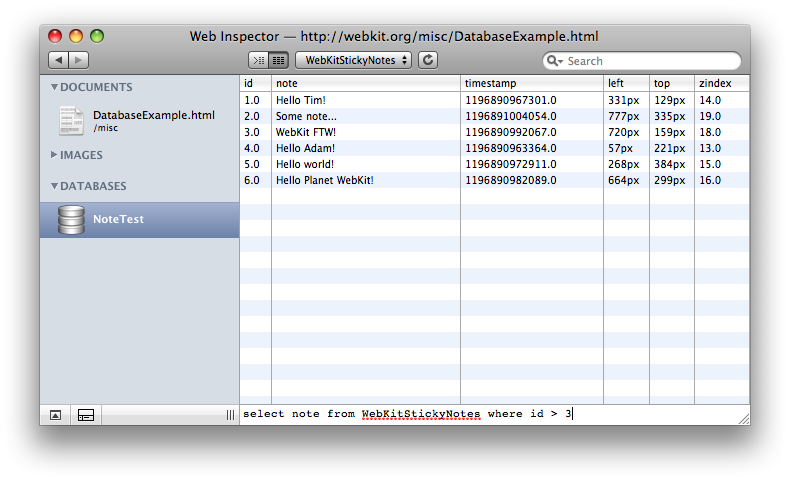 Web Inspector — http://webkit.org/misc/DatabaseExample.html
WebKitStickyNotes
Search
DOCUMENTS
DatabaseExample.html
/misc
IMAGES
DATABASES
NoteTest
id note timestamp left top zindex
1.0 Hello Tim! 1196890967301.0 331px 129px 14.0
2.0 Some note... 1196891004054.0 777px 335px 19.0
3.0 WebKit FTW! 1196890992067.0 720px 159px 18.0
4.0 Hello Adam! 1196890963364.0 57px 221px 13.0
5.0 Hello world! 1196890972911.0 268px 384px 15.0
6.0 Hello Planet WebKit! 1196890982089.0 664px 299px 16.0
select note from WebKitStickyNotes where id > 3